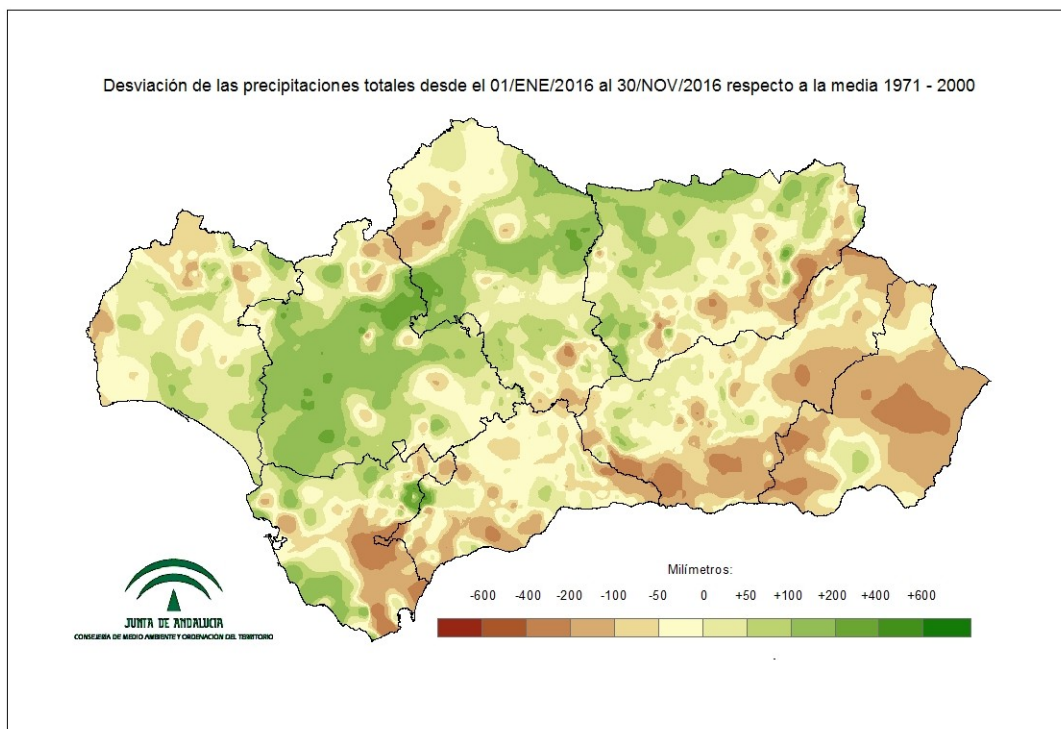 Desviación de las precipitaciones totales desde el 01/ENE/2016 al 30/NOV/2016 respecto a la media 1971 - 2000
Milímetros:
-600 -400 -200 -100 -50 0 +50 +100 +200 +400 +600
JUNTA DE ANDALUCIA
CONSEJERÍA DE MEDIO AMBIENTE Y ORDENACIÓN DEL TERRITORIO